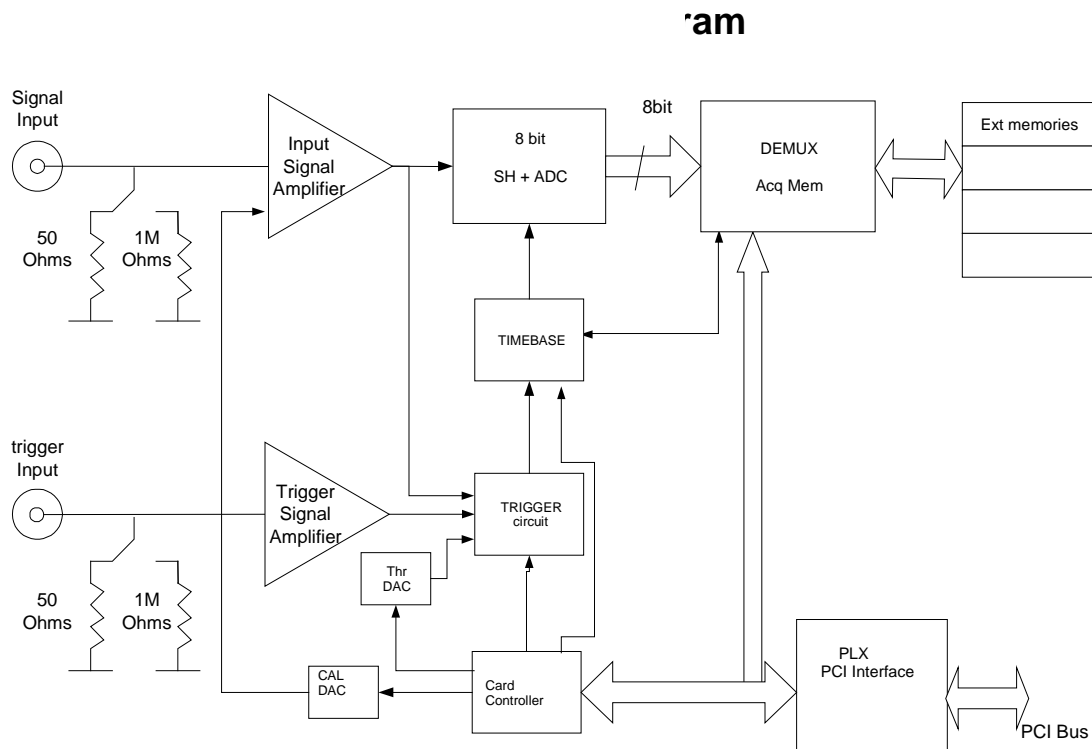 ram
Signal
Input
Input
Signal
Amplifier
8 bit
SH + ADC
8bit
DEMUX
Acq Mem
Ext memories
50
Ohms
1M
Ohms
TIMEBASE
trigger
Input
Trigger
Signal
Amplifier
TRIGGER
circuit
Thr
DAC
50
Ohms
1M
Ohms
CAL
DAC
Card
Controller
PLX
PCI Interface
PCI Bus